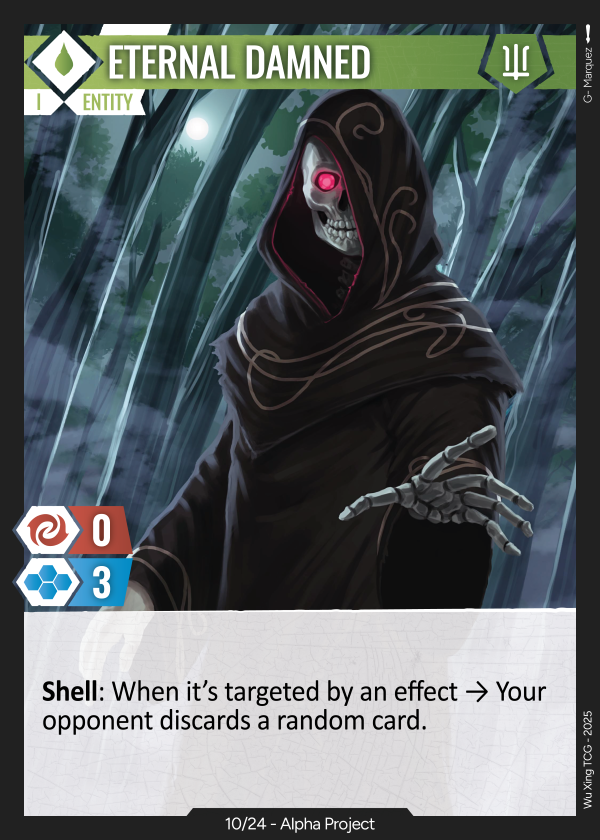 ETERNAL DAMNED
I ENTITY
G- Marquez
0
3
Shell: When it's targeted by an effect → Your
opponent discards a random card.
Wu Xing TCG - 2025
10/24 - Alpha Project